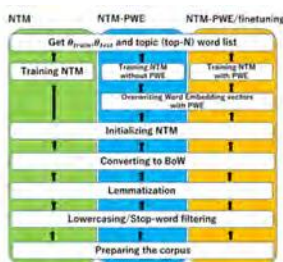 NTM
NTM-PWE
NTM-PWE/finetuning
Get θtrain,θtest and topic (top-N) word list
Training NTM
Training NTM
without PWE
Training NTM
with PWE
Overwriting Word Embedding vectors
with PWE
Initializing NTM
Converting to BoW
Lemmatization
Lowercasing/Stop-word filtering
Preparing the corpus